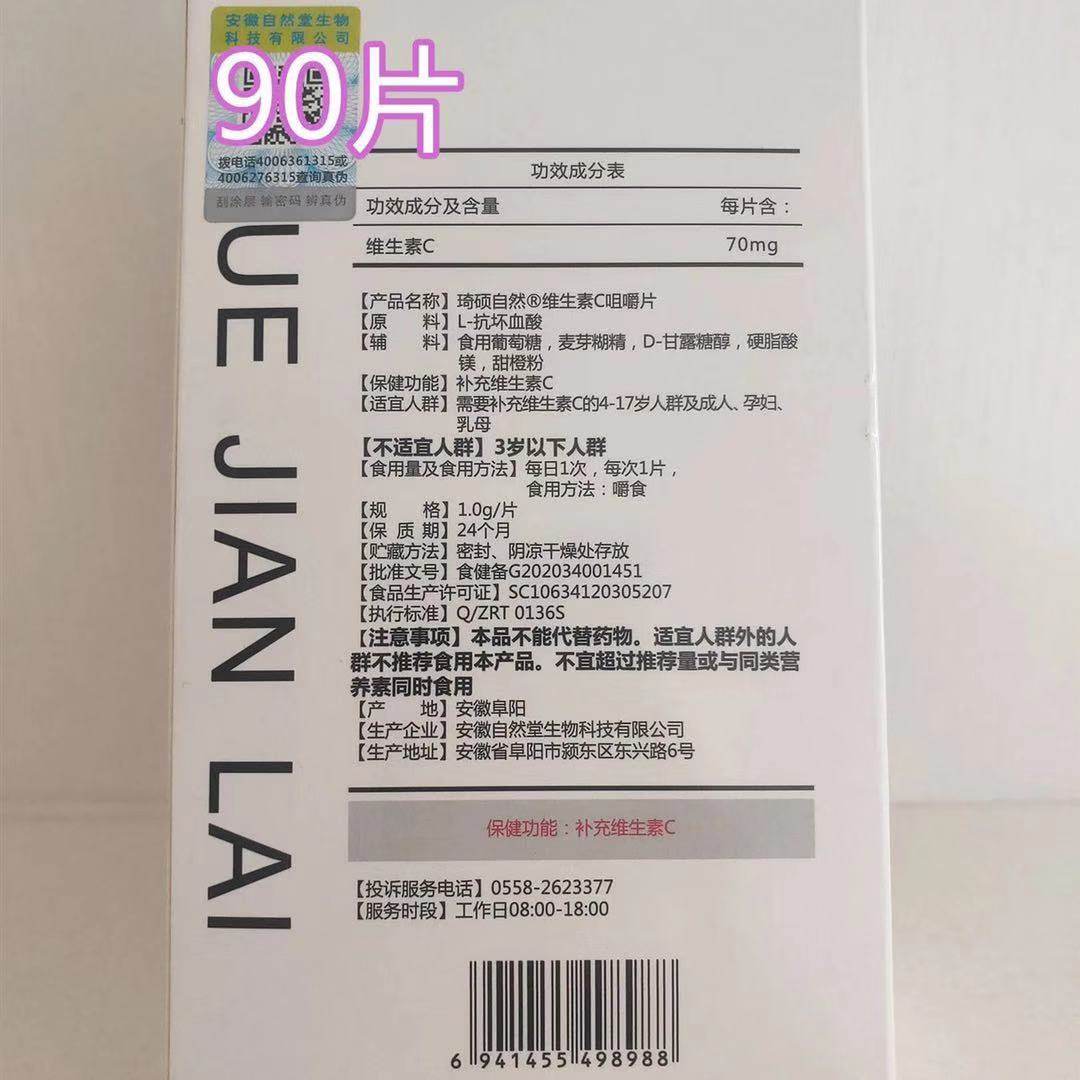 安徽自然堂生物
科技有限公司
90片
拨电话4006361315或
4006276315查询真伪
刮涂层 输密码 辨真伪
UE JIAN LAI
功效成分表
功效成分及含量 每片含：
维生素C 70mg
【产品名称】琦硕自然®维生素C咀嚼片
【原 料】L-抗坏血酸
【辅 料】食用葡萄糖，麦芽糊精，D-甘露糖醇，硬脂酸
镁，甜橙粉
【保健功能】补充维生素C
【适宜人群】需要补充维生素C的4-17岁人群及成人、孕妇、
乳母
【不适宜人群】3岁以下人群
【食用量及食用方法】每日1次，每次1片，
食用方法：嚼食
【规 格】1.0g/片
【保 质 期】24个月
【贮藏方法】密封、阴凉干燥处存放
【批准文号】食健备G202034001451
【食品生产许可证】SC10634120305207
【执行标准】Q/ZRT 0136S
【注意事项】本品不能代替药物。适宜人群外的人
群不推荐食用本产品。不宜超过推荐量或与同类营
养素同时食用
【产 地】安徽阜阳
【生产企业】安徽自然堂生物科技有限公司
【生产地址】安徽省阜阳市颍东区东兴路6号
保健功能：补充维生素C
【投诉服务电话】0558-2623377
【服务时段】工作日08:00-18:00
6 941455 498988